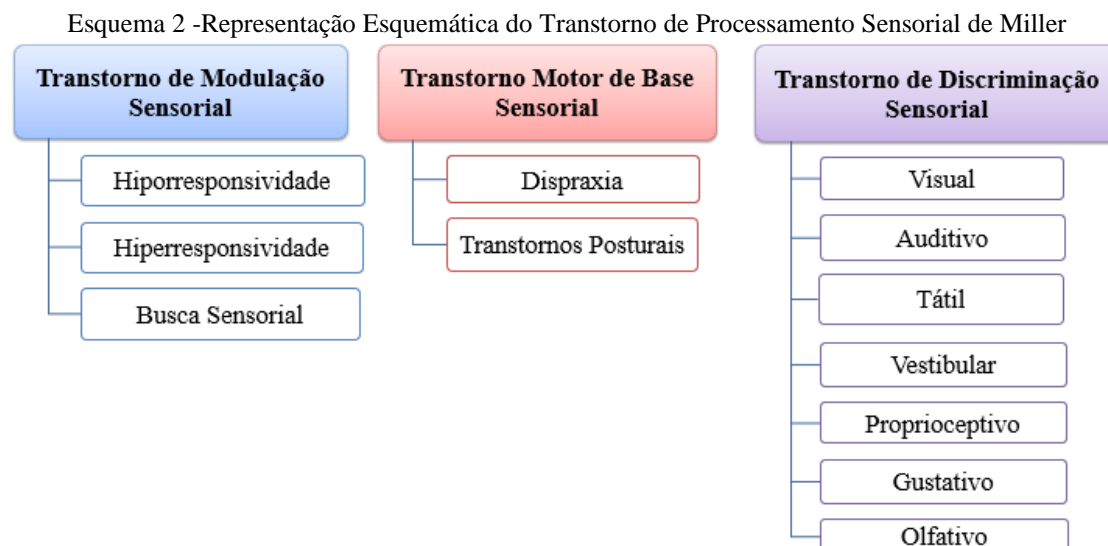 Esquema 2 -Representação Esquemática do Transtorno de Processamento Sensorial de Miller
Transtorno de Modulação
Sensorial
Hiporresponsividade
Hiperresponsividade
Busca Sensorial
Transtorno Motor de Base
Sensorial
Dispraxia
Transtornos Posturais
Transtorno de Discriminação
Sensorial
Visual
Auditivo
Tátil
Vestibular
Proprioceptivo
Gustativo
Olfativo